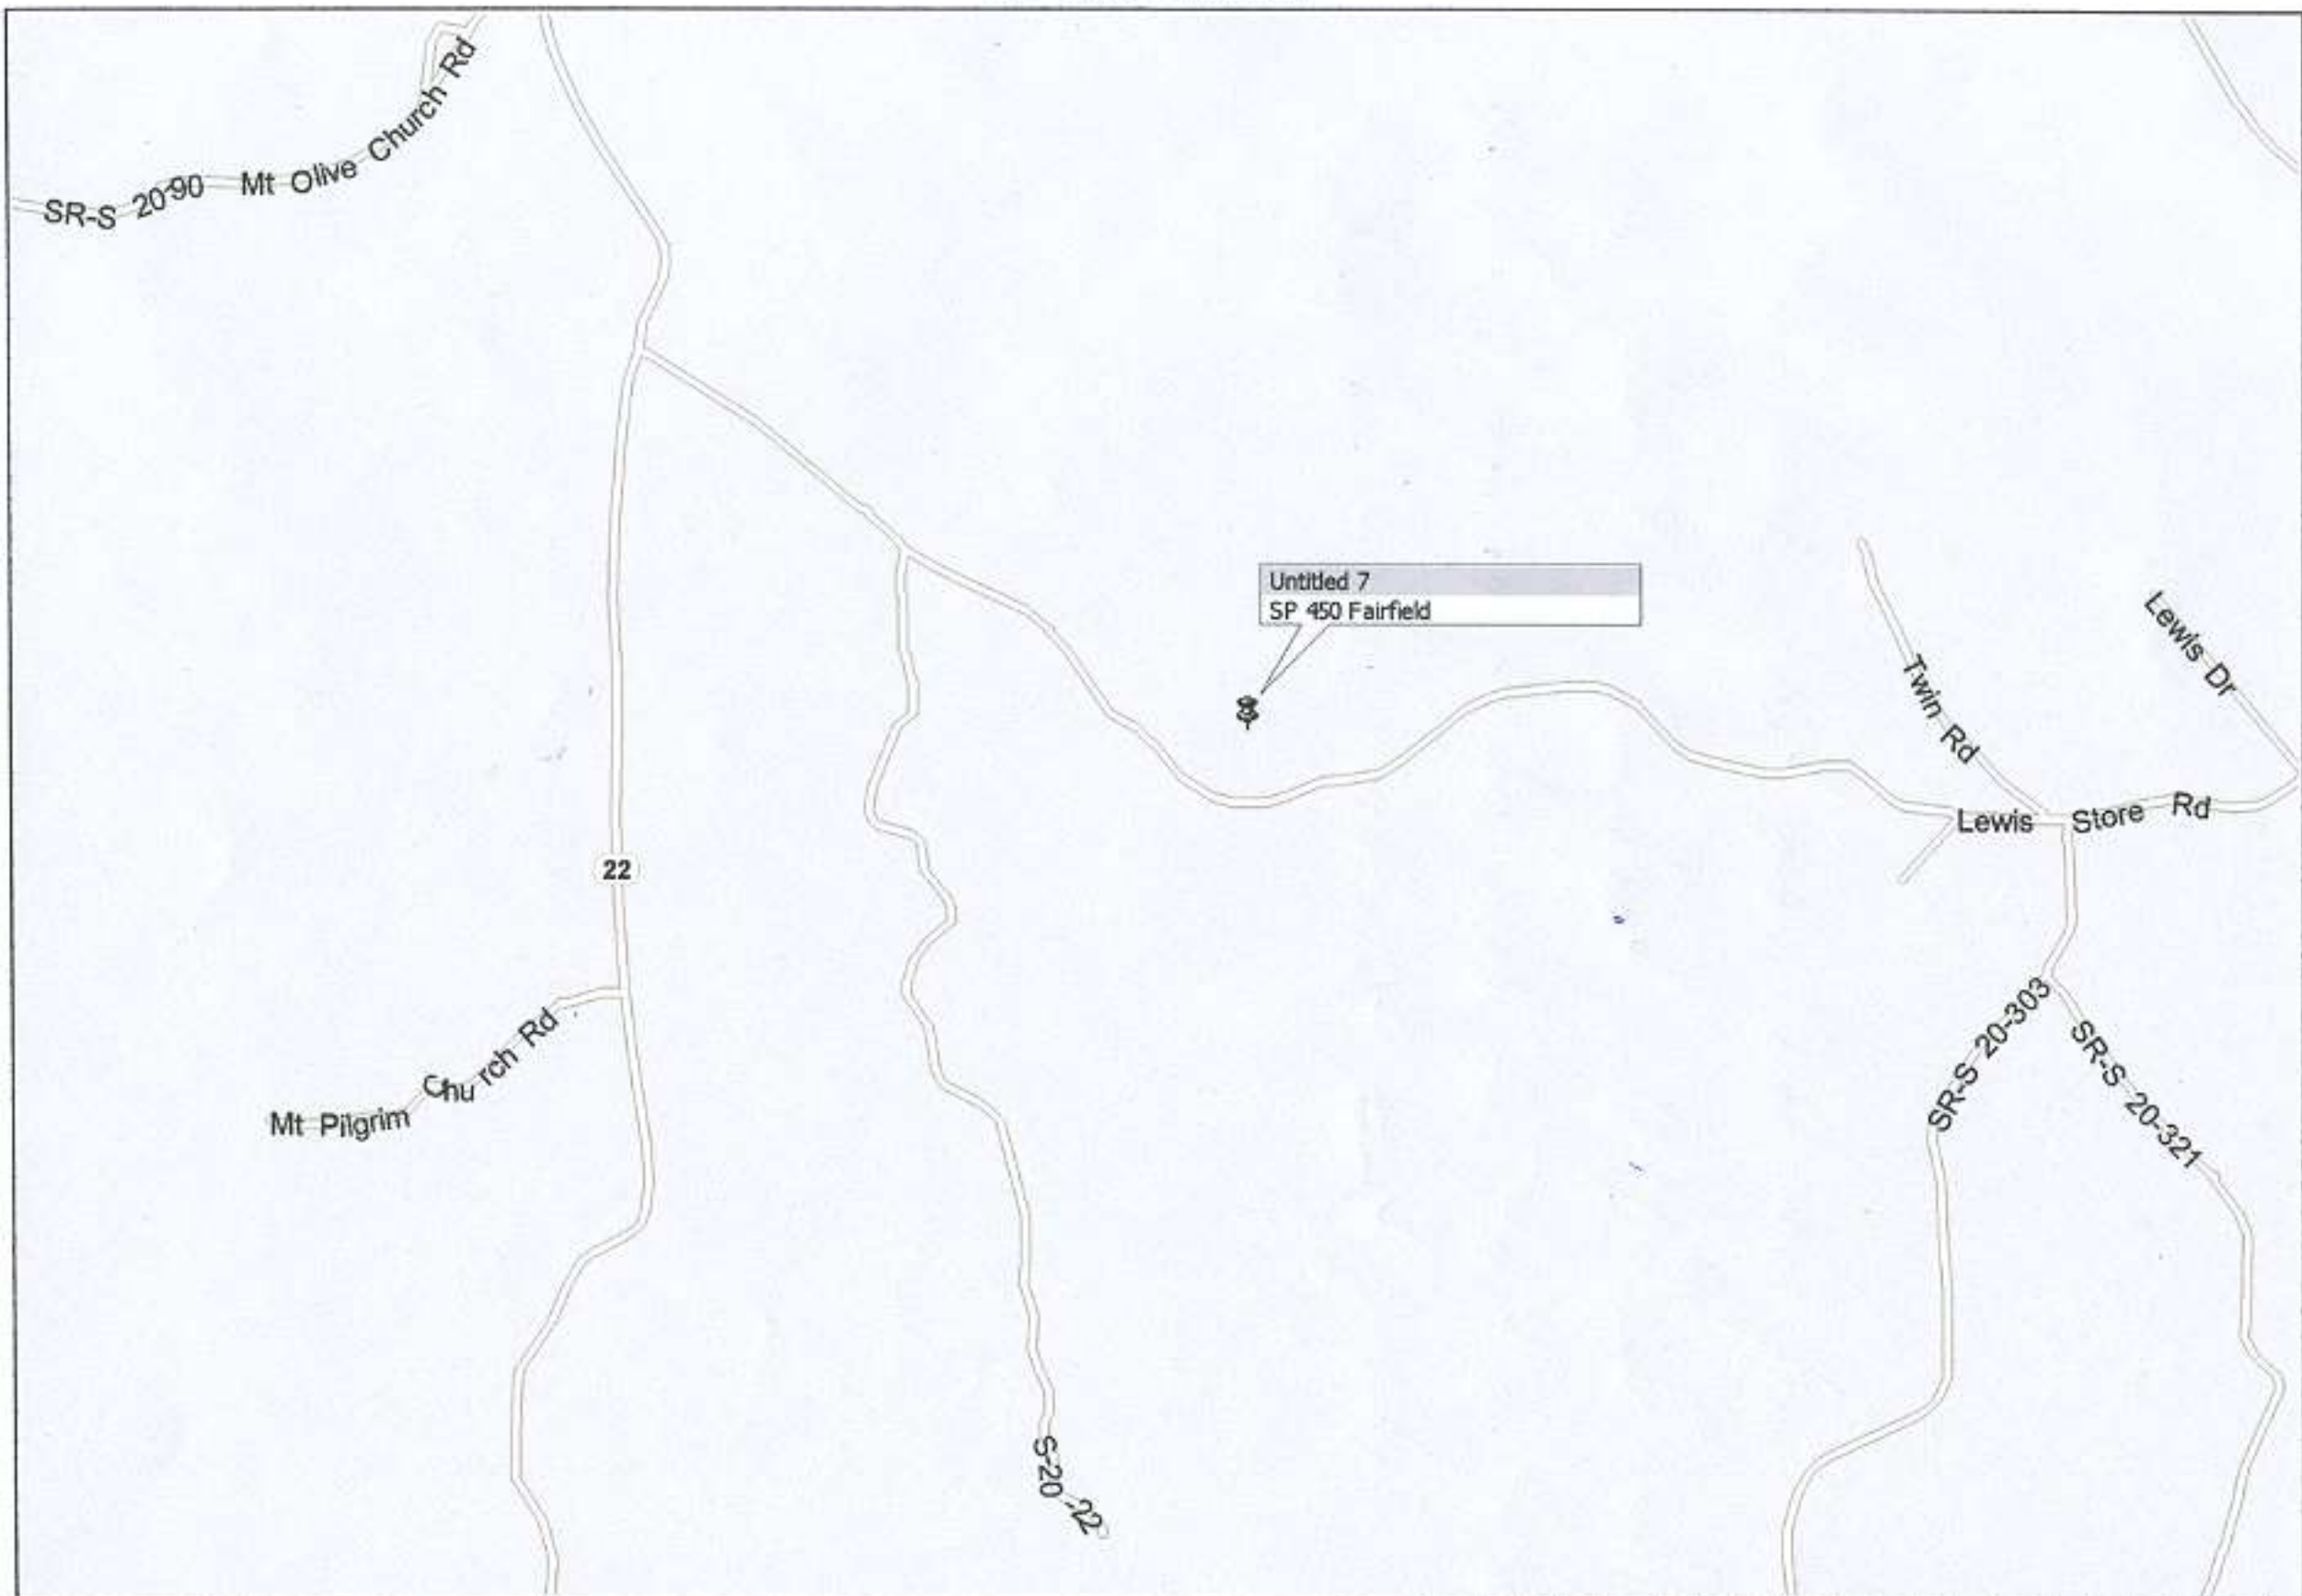 SR-S 20-90 Mt Olive Church Rd
Untitled 7
SP 450 Fairfield
Lewis Dr
Twin Rd
Lewis Store Rd
22
SR-S 20-303
SR-S 20-321
Mt Pilgrim Church Rd
S-20-22